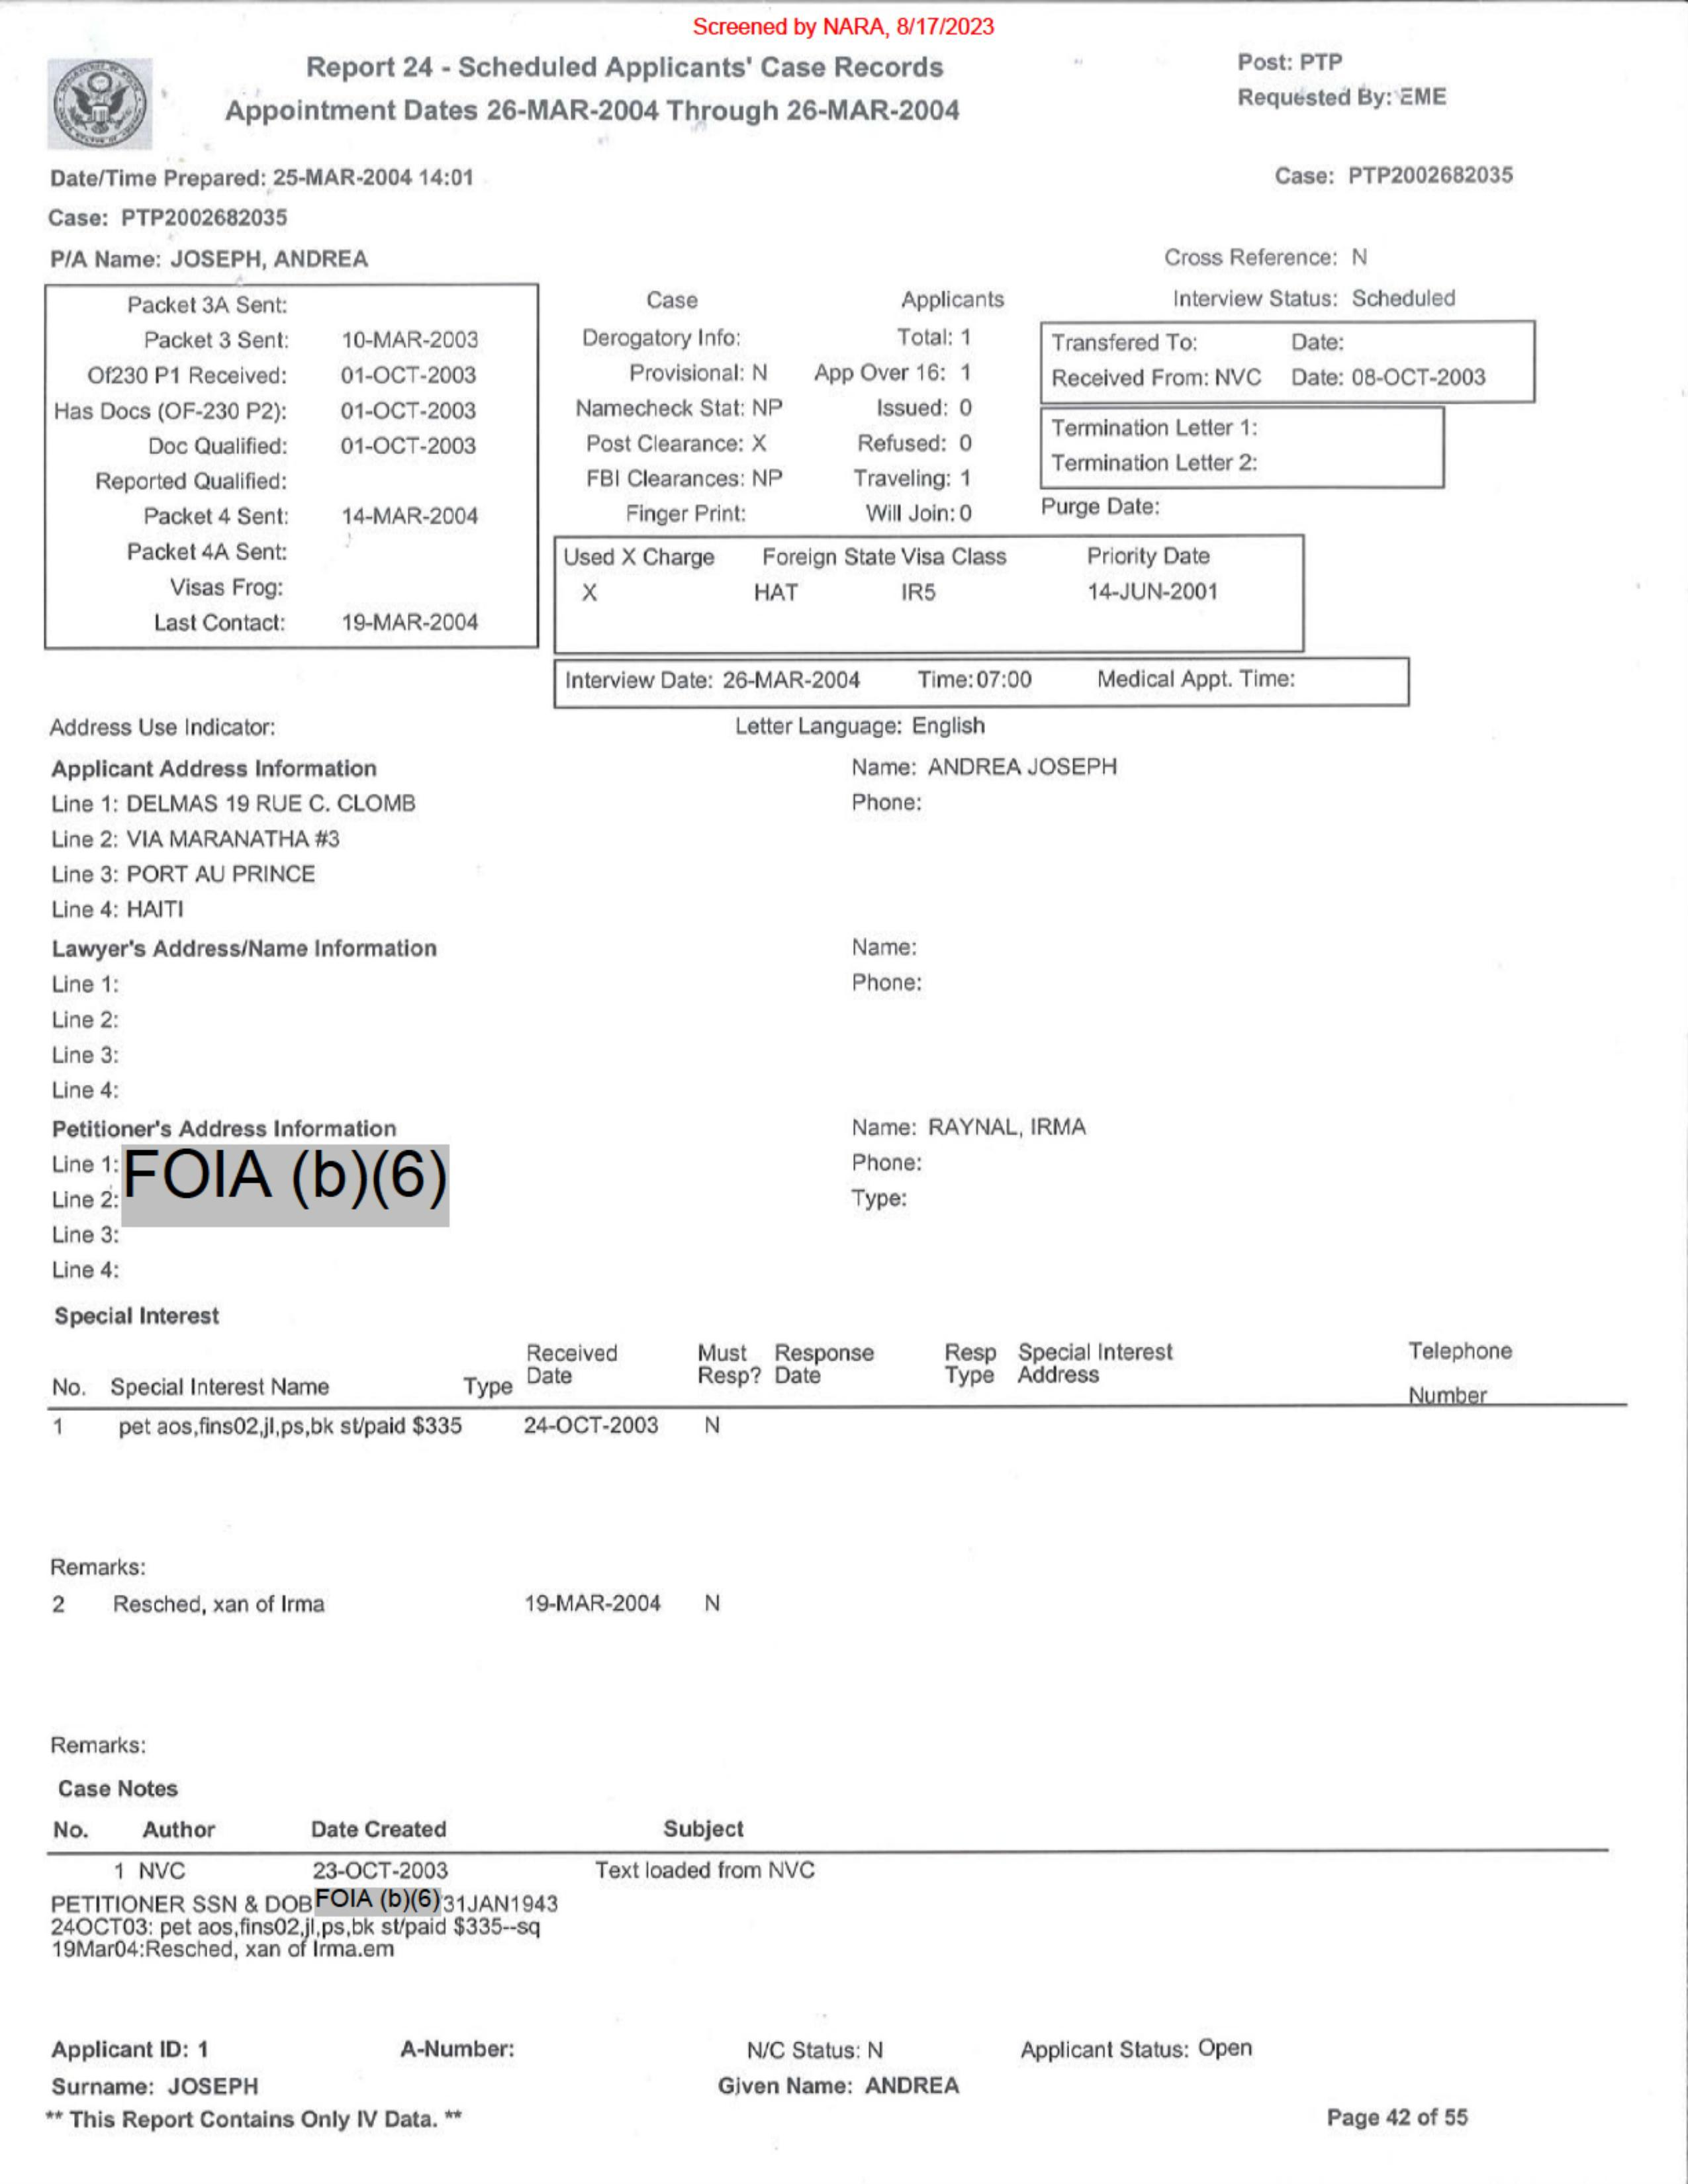 Screened by NARA, 8/17/2023
Report 24 - Scheduled Applicants' Case Records
Appointment Dates 26-MAR-2004 Through 26-MAR-2004
Post: PTP
Requested By: EME
Date/Time Prepared: 25-MAR-2004 14:01
Case: PTP2002682035
Case: PTP2002682035
P/A Name: JOSEPH, ANDREA
Cross Reference: N
Interview Status: Scheduled
Packet 3A Sent:
Packet 3 Sent: 10-MAR-2003
Of230 P1 Received: 01-OCT-2003
Has Docs (OF-230 P2): 01-OCT-2003
Doc Qualified: 01-OCT-2003
Reported Qualified:
Packet 4 Sent: 14-MAR-2004
Packet 4A Sent:
Visas Frog:
Last Contact: 19-MAR-2004
Case Applicants
Derogatory Info: Total: 1
Provisional: N App Over 16: 1
Namecheck Stat: NP Issued: 0
Post Clearance: X Refused: 0
FBI Clearances: NP Traveling: 1
Finger Print: Will Join: 0
Transfered To: Date:
Received From: NVC Date: 08-OCT-2003
Termination Letter 1:
Termination Letter 2:
Purge Date:
Used X Charge Foreign State Visa Class Priority Date
X HAT IR5 14-JUN-2001
Interview Date: 26-MAR-2004 Time: 07:00 Medical Appt. Time:
Address Use Indicator: Letter Language: English
Applicant Address Information Name: ANDREA JOSEPH
Line 1: DELMAS 19 RUE C. CLOMB Phone:
Line 2: VIA MARANATHA #3
Line 3: PORT AU PRINCE
Line 4: HAITI
Lawyer's Address/Name Information Name:
Line 1: Phone:
Line 2:
Line 3:
Line 4:
Petitioner's Address Information Name: RAYNAL, IRMA
Line 1: FOIA (b)(6) Phone:
Line 2: Type:
Line 3:
Line 4:
Special Interest
No. Special Interest Name Type Received Date Must Resp? Response Date Resp Type Special Interest Address Telephone Number
1 pet aos,fins02,jl,ps,bk st/paid $335 24-OCT-2003 N
Remarks:
2 Resched, xan of Irma 19-MAR-2004 N
Remarks:
Case Notes
No. Author Date Created Subject
1 NVC 23-OCT-2003 Text loaded from NVC
PETITIONER SSN & DOB FOIA (b)(6) 31JAN1943
24OCT03: pet aos,fins02,jl,ps,bk st/paid $335--sq
19Mar04:Resched, xan of Irma.em
Applicant ID: 1 A-Number: N/C Status: N Applicant Status: Open
Surname: JOSEPH Given Name: ANDREA
** This Report Contains Only IV Data. ** Page 42 of 55